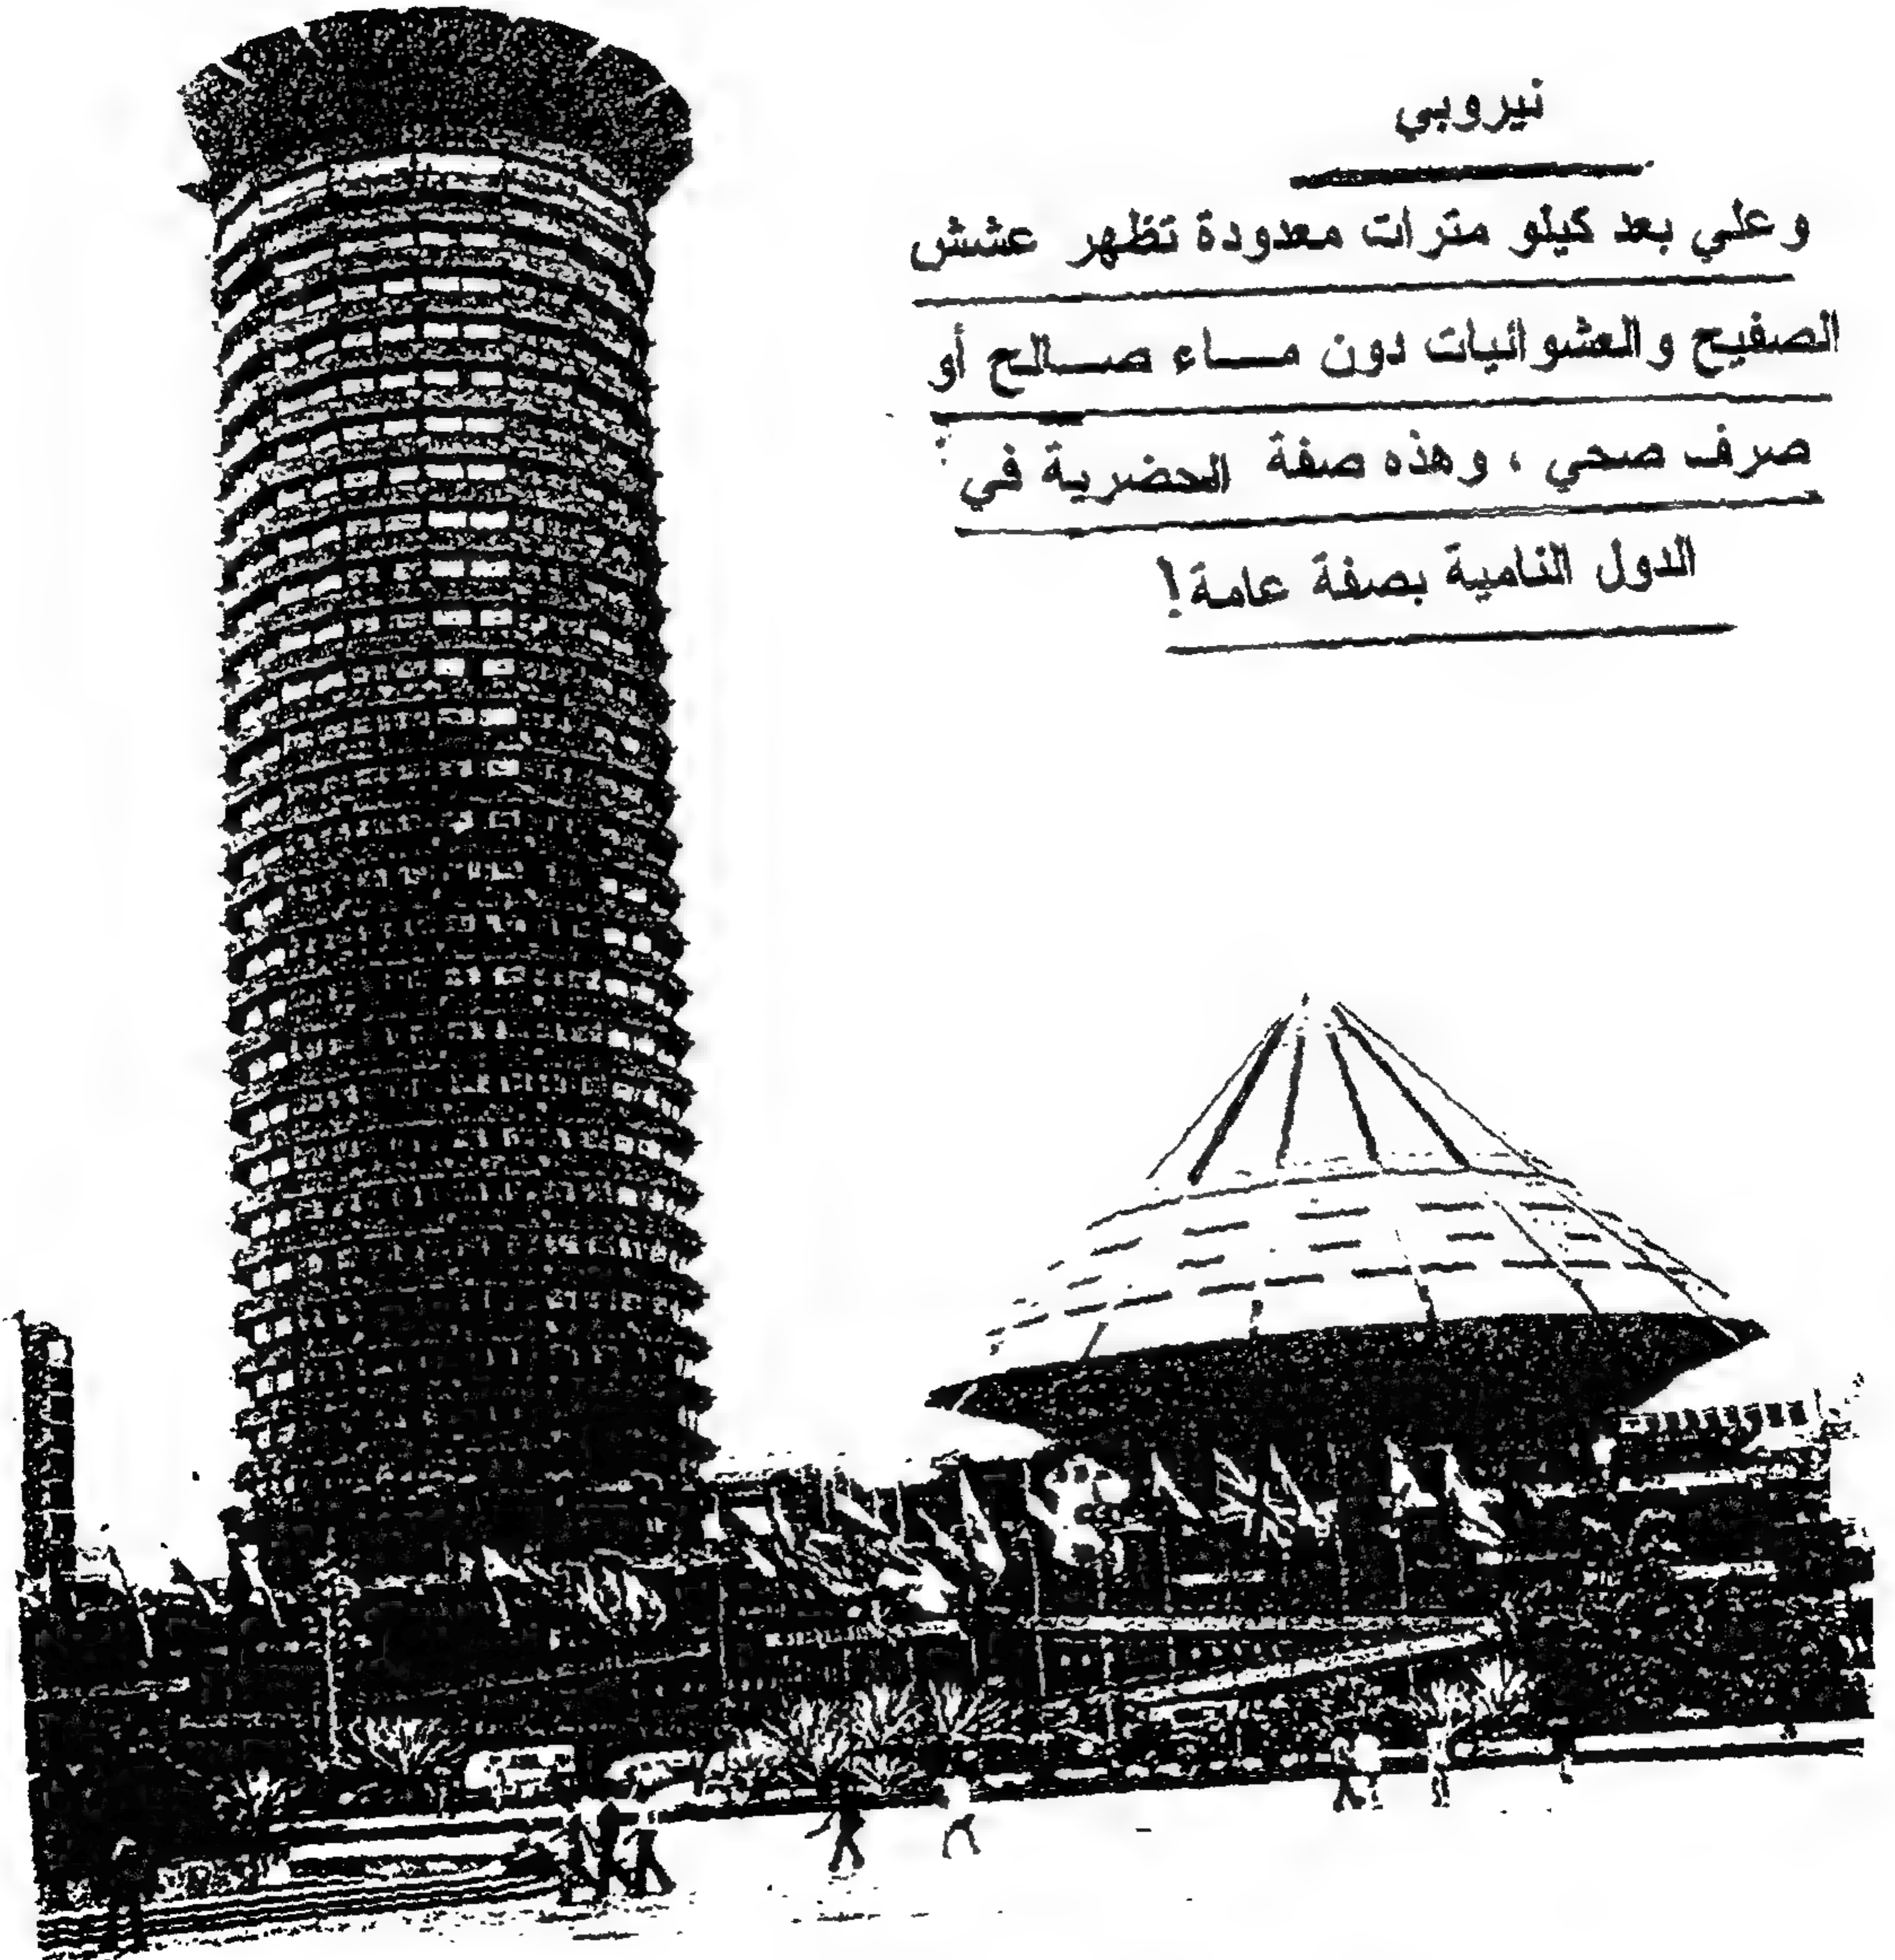 نيروبي
وعلي بعد كيلو مترات معدودة تظهر عشش
الصفيح والعشوائيات دون مـــاء صـــالح أو
صرف صحي ، وهذه صفة الحضرية في
الدول النامية بصفة عامة!